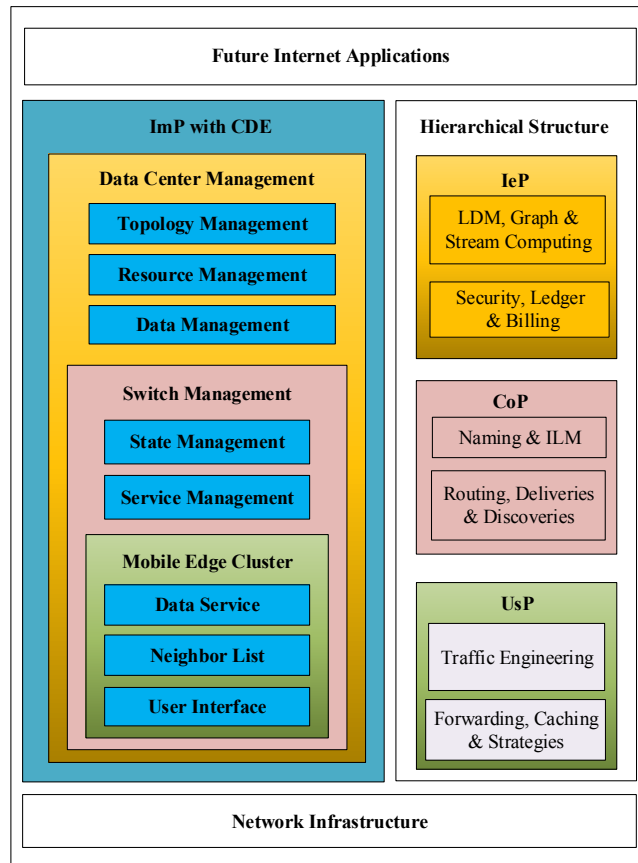 Future Internet Applications
ImP with CDE
Data Center Management
Topology Management
Resource Management
Data Management
Switch Management
State Management
Service Management
Mobile Edge Cluster
Data Service
Neighbor List
User Interface
Hierarchical Structure
IeP
LDM, Graph &
Stream Computing
Security, Ledger
& Billing
CoP
Naming & ILM
Routing, Deliveries
& Discoveries
UsP
Traffic Engineering
Forwarding, Caching
& Strategies
Network Infrastructure